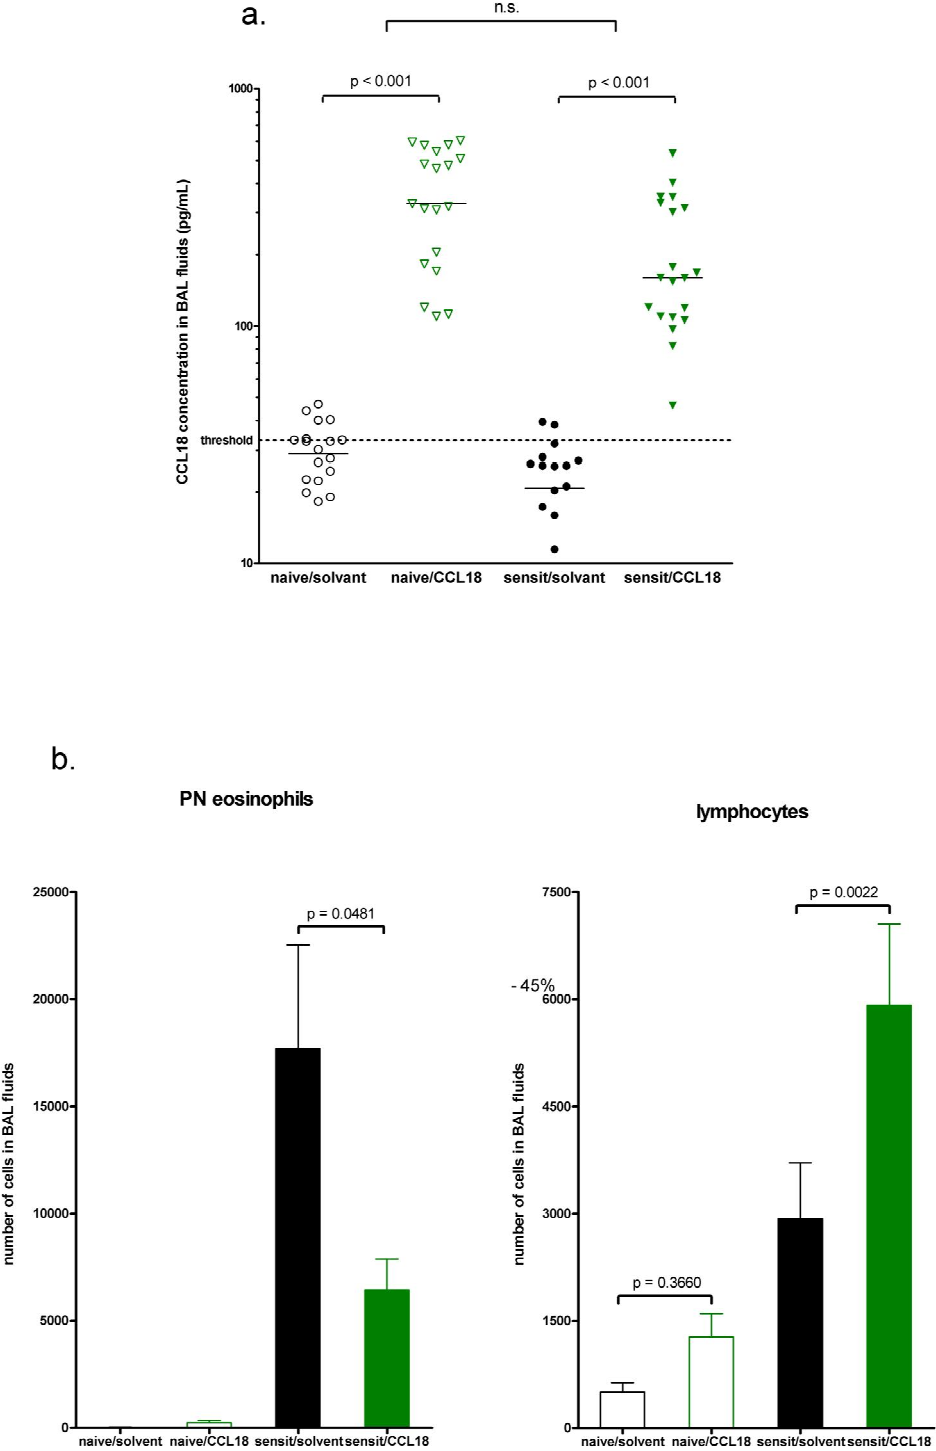 a.
n.s.
p < 0.001
p < 0.001
1000
100
threshold
10
CCL18 concentration in BAL fluids (pg/mL)
naive/solvant naive/CCL18 sensit/solvant sensit/CCL18
b.
PN eosinophils
25000
20000
15000
10000
5000
0
number of cells in BAL fluids
p = 0.0481
naive/solvent naive/CCL18 sensit/solvent sensit/CCL18
lymphocytes
- 45%
7500
6000
4500
3000
1500
0
number of cells in BAL fluids
p = 0.0022
p = 0.3660
naive/solvent naive/CCL18 sensit/solvent sensit/CCL18